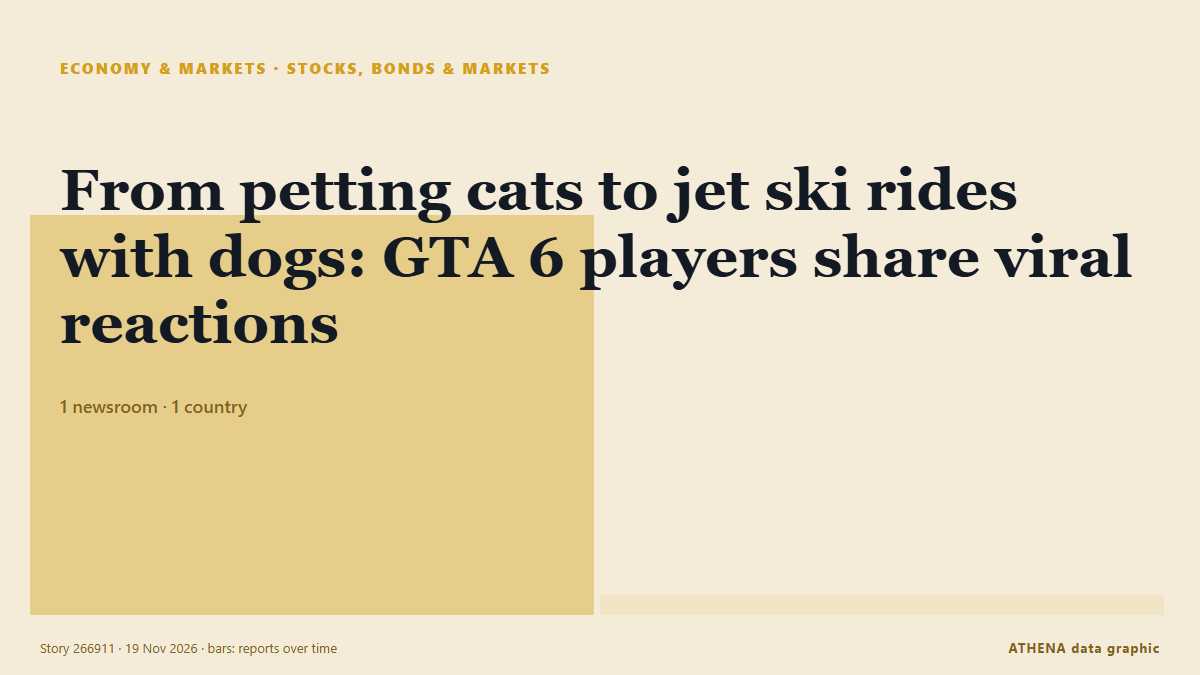 ECONOMY & MARKETS · STOCKS, BONDS & MARKETS
From petting cats to jet ski rides
with dogs: GTA 6 players share viral
reactions
1 newsroom · 1 country
Story 266911 · 19 Nov 2026 · bars: reports over time
ATHENA data graphic